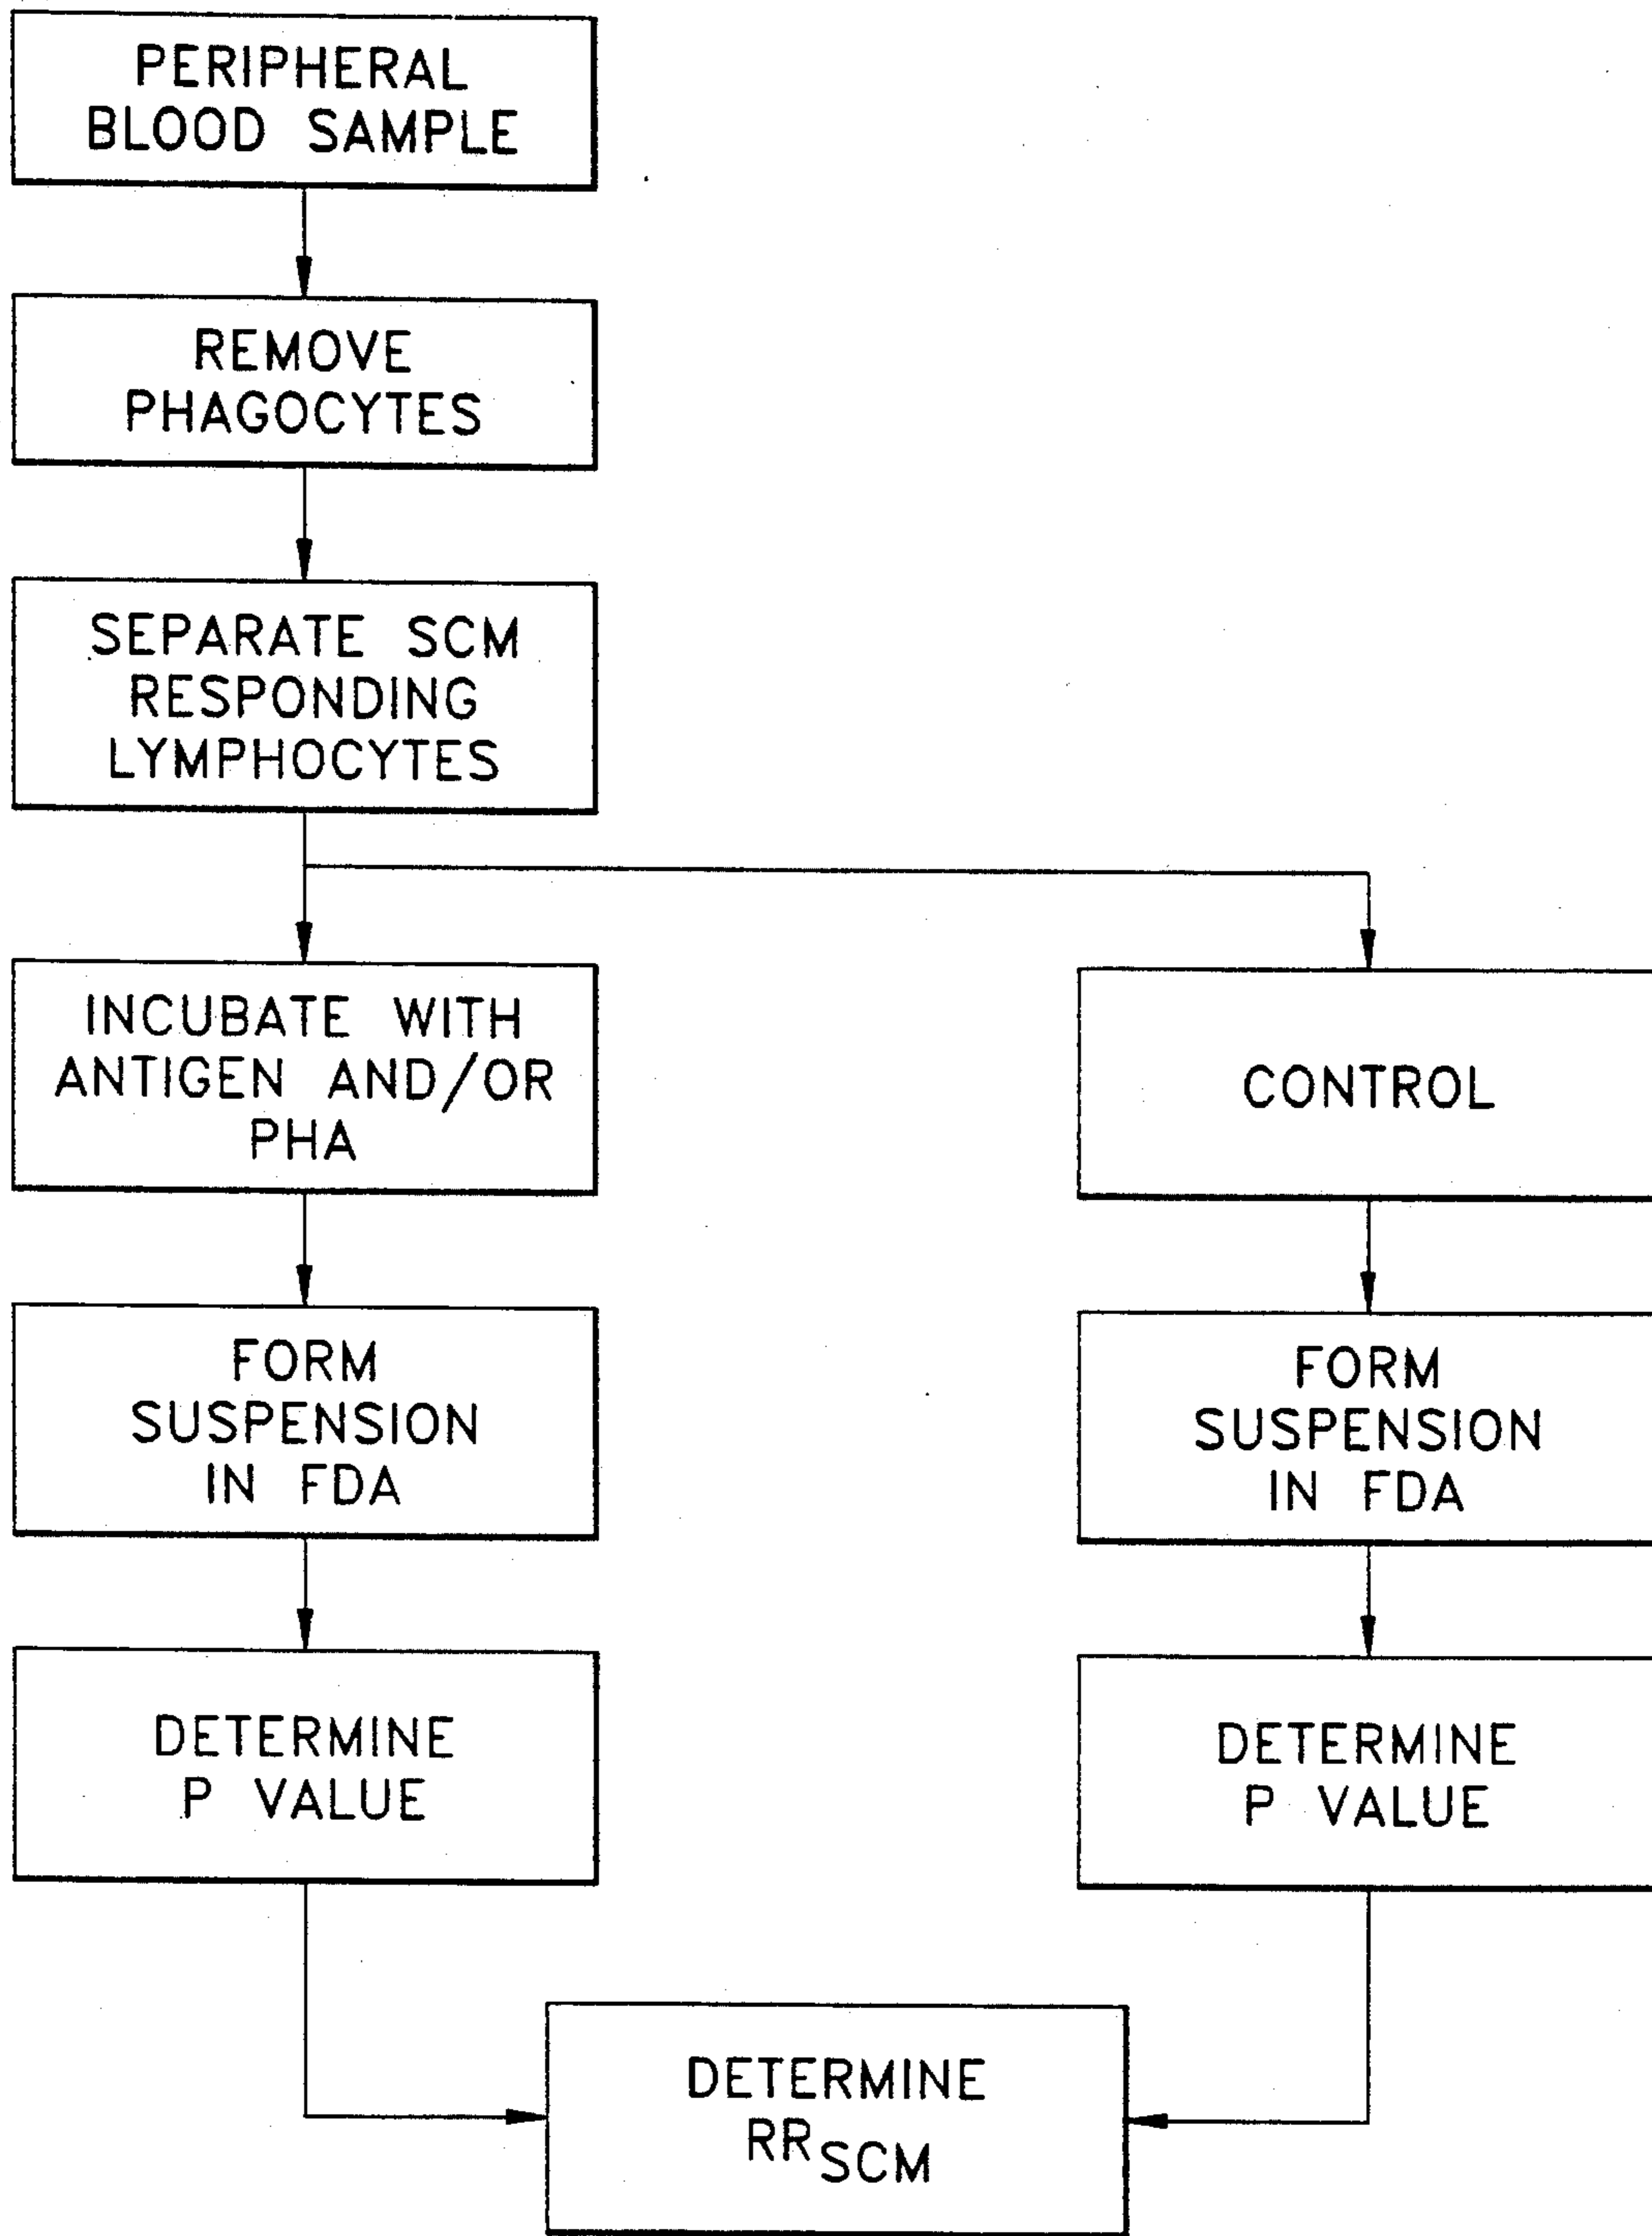 PERIPHERAL
BLOOD SAMPLE
REMOVE
PHAGOCYTES
SEPARATE SCM
RESPONDING
LYMPHOCYTES
INCUBATE WITH
ANTIGEN AND/OR
PHA
CONTROL
FORM
SUSPENSION
IN FDA
FORM
SUSPENSION
IN FDA
DETERMINE
P VALUE
DETERMINE
P VALUE
DETERMINE
RRSCM